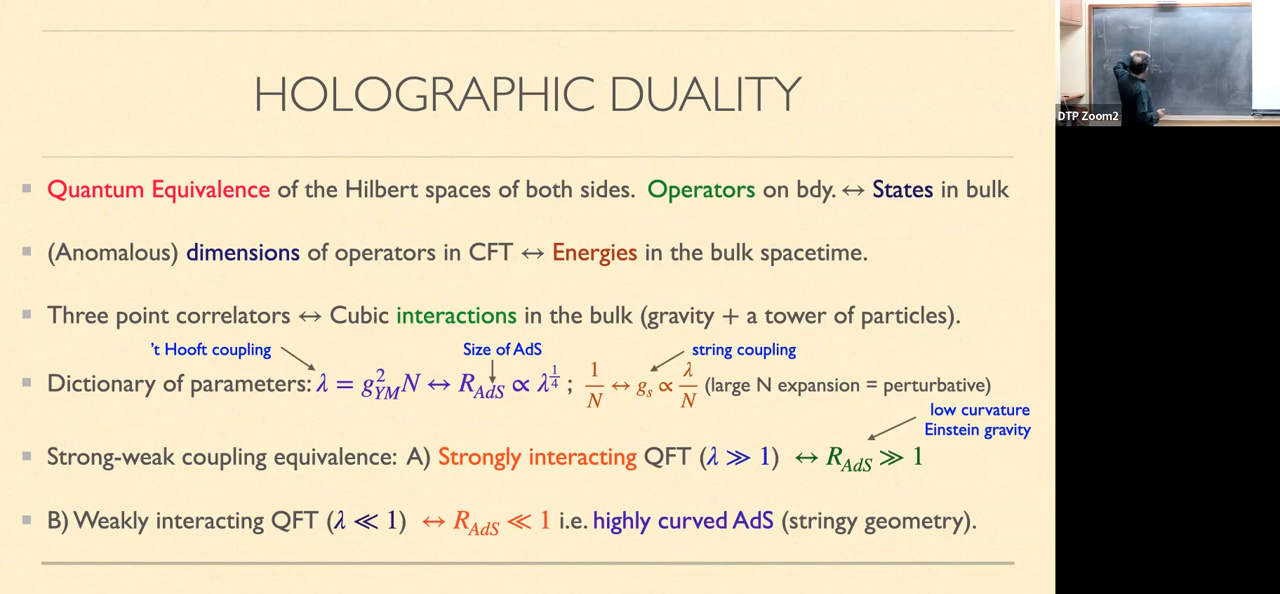 HOLOGRAPHIC DUALITY
Quantum Equivalence of the Hilbert spaces of both sides. Operators on bdy. ↔ States in bulk
(Anomalous) dimensions of operators in CFT ↔ Energies in the bulk spacetime.
Three point correlators ↔ Cubic interactions in the bulk (gravity + a tower of particles).
't Hooft coupling Size of AdS string coupling
Dictionary of parameters: λ = g²_YM N ↔ R_AdS ∝ λ^(1/4) ; 1/N ↔ g_s ∝ λ/N (large N expansion = perturbative)
low curvature
Einstein gravity
Strong-weak coupling equivalence: A) Strongly interacting QFT (λ ≫ 1) ↔ R_AdS ≫ 1
B) Weakly interacting QFT (λ ≪ 1) ↔ R_AdS ≪ 1 i.e. highly curved AdS (stringy geometry).
DTP Zoom2